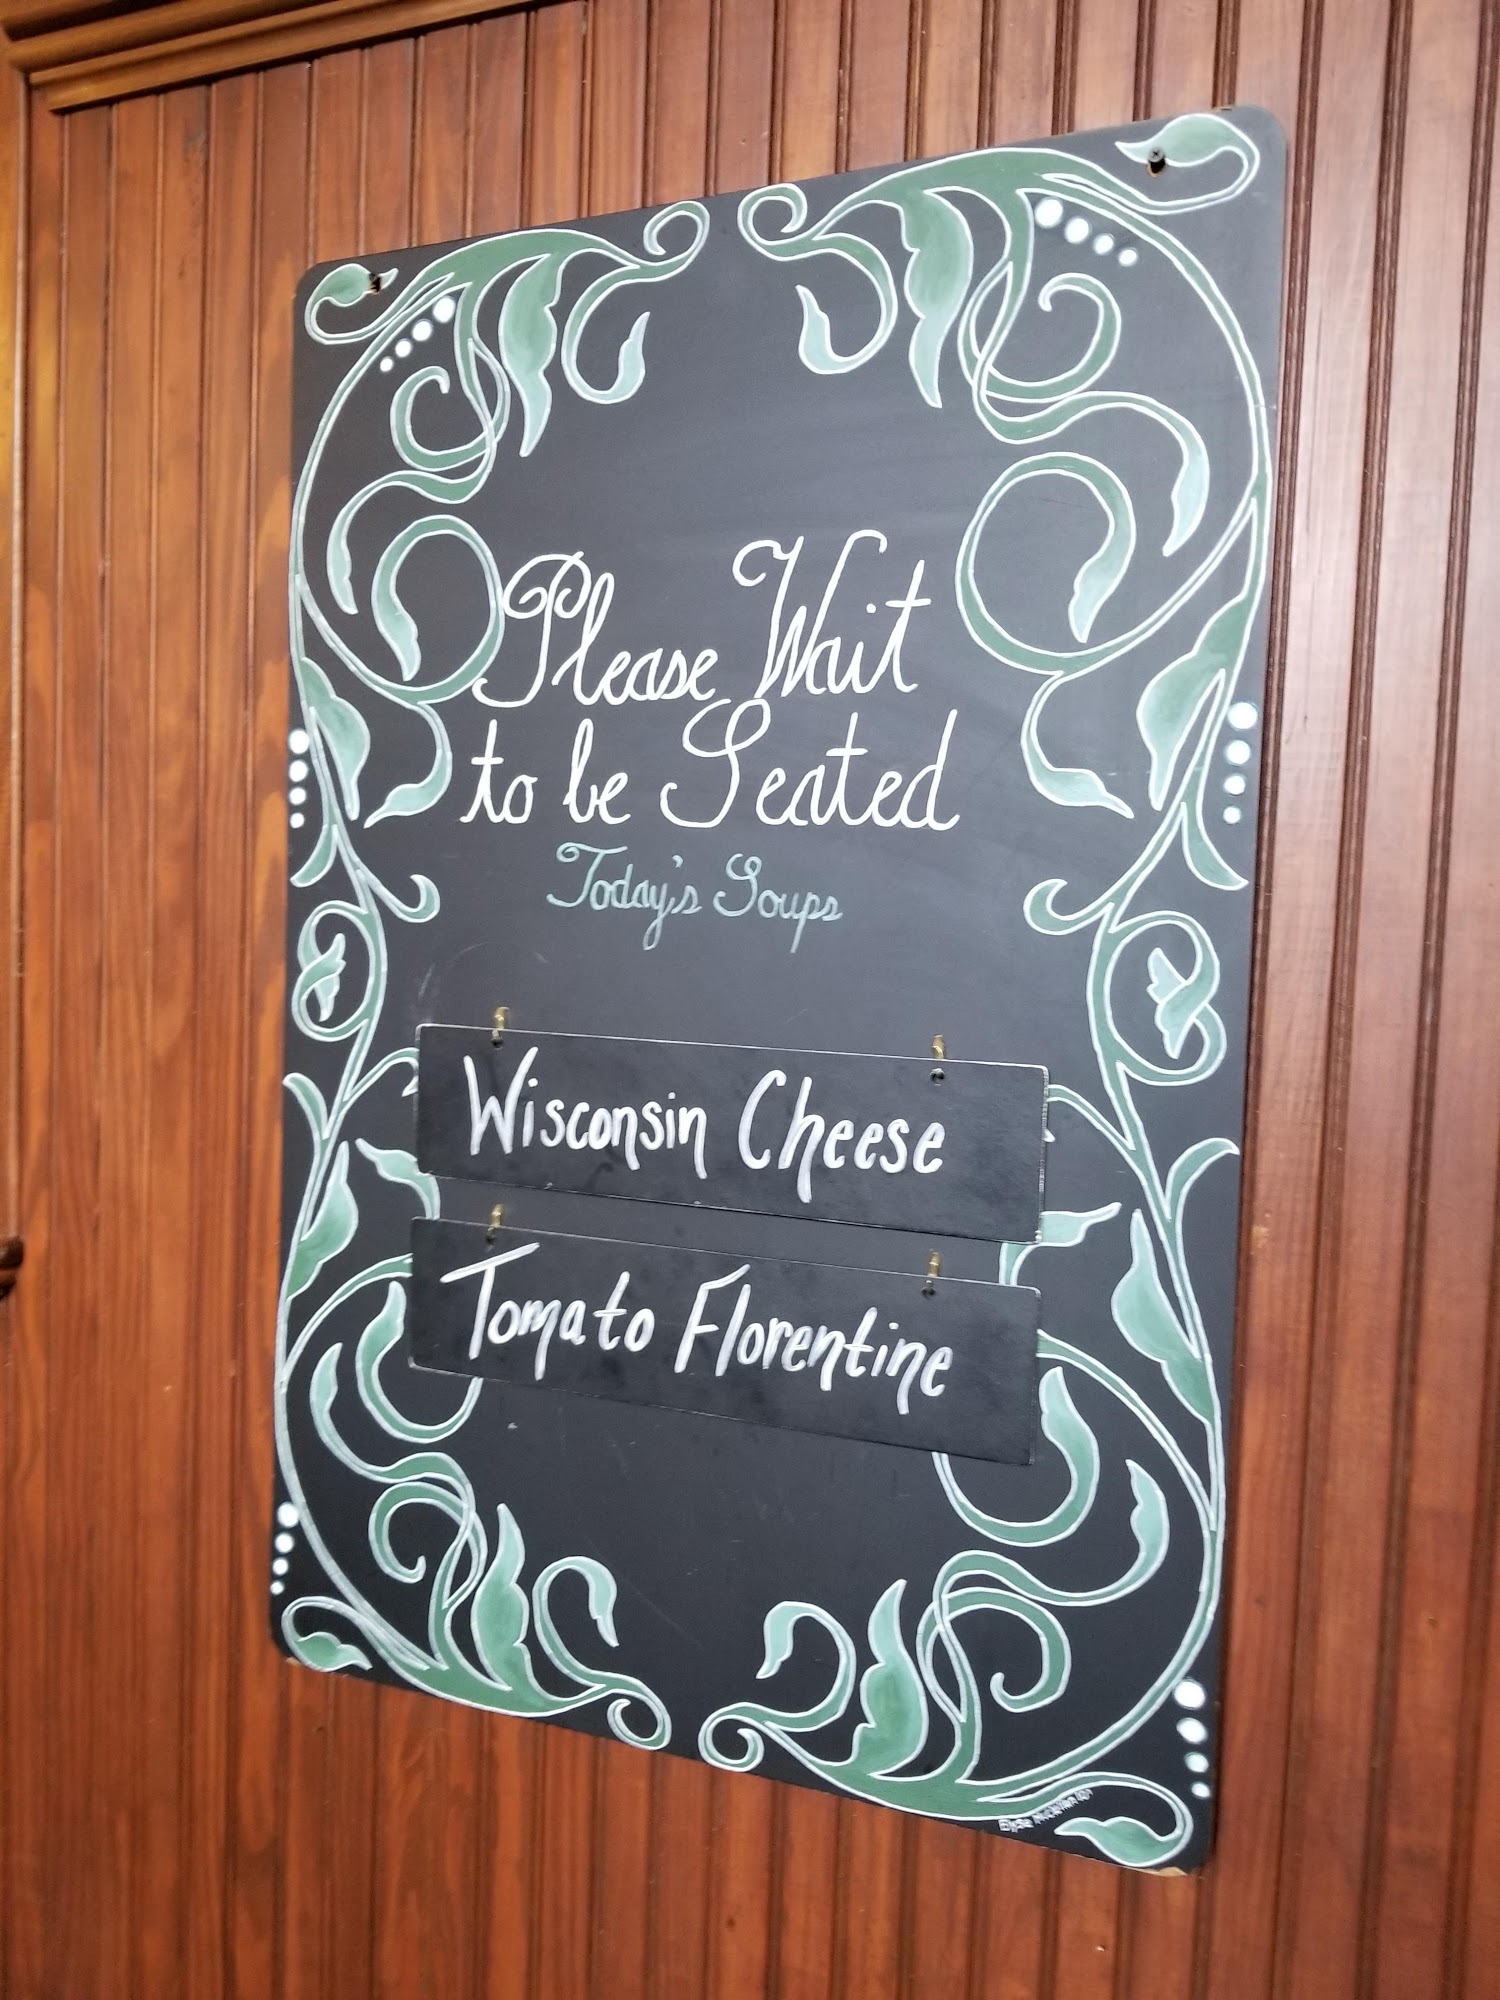 Please Wait
to be Seated
Today's Soups
Wisconsin Cheese
Tomato Florentine